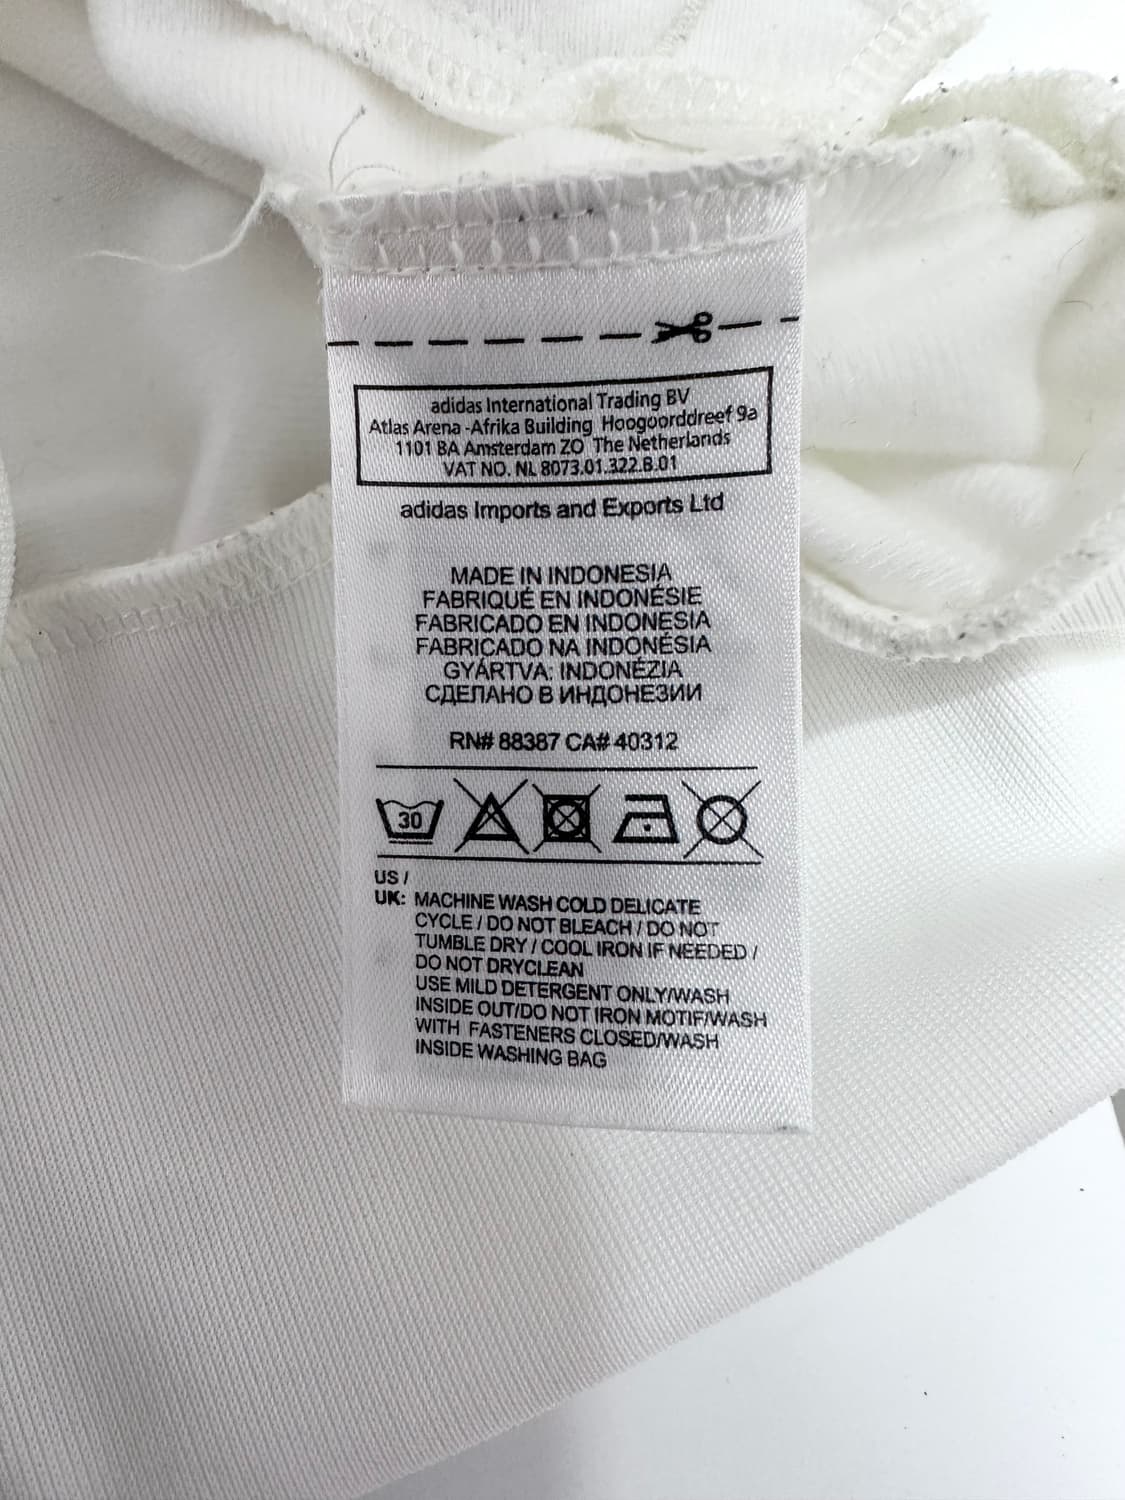 adidas International Trading BV
Atlas Arena -Afrika Building Hoogoorddreef 9a
1101 BA Amsterdam ZO The Netherlands
VAT NO. NL 8073.01.322.B.01
adidas Imports and Exports Ltd
MADE IN INDONESIA
FABRIQUÉ EN INDONÉSIE
FABRICADO EN INDONESIA
FABRICADO NA INDONÉSIA
GYÁRTVA: INDONÉZIA
СДЕЛАНО В ИНДОНЕЗИИ
RN# 88387 CA# 40312
30
US /
UK: MACHINE WASH COLD DELICATE
CYCLE / DO NOT BLEACH / DO NOT
TUMBLE DRY / COOL IRON IF NEEDED /
DO NOT DRYCLEAN
USE MILD DETERGENT ONLY/WASH
INSIDE OUT/DO NOT IRON MOTIF/WASH
WITH FASTENERS CLOSED/WASH
INSIDE WASHING BAG